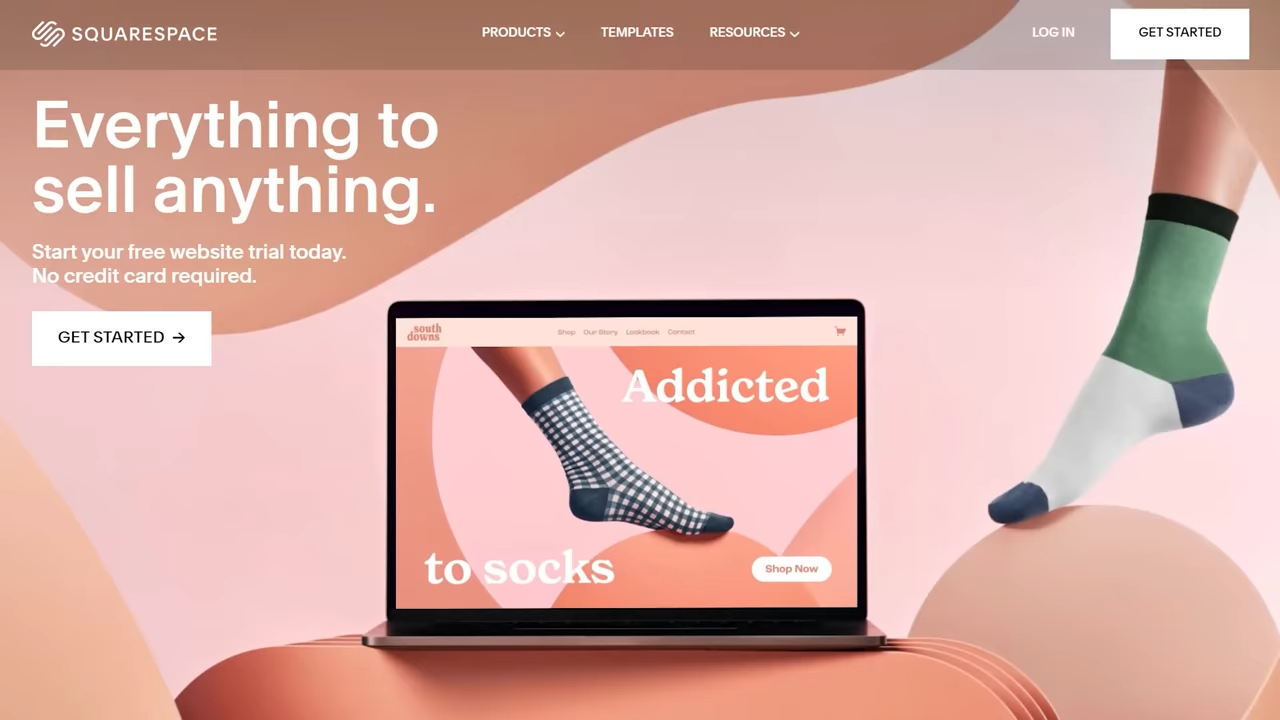 SQUARESPACE
PRODUCTS
TEMPLATES
RESOURCES
LOG IN
GET STARTED
Everything to
sell anything.
Start your free website trial today.
No credit card required.
GET STARTED →
south
downs
Shop
Our Story
Lookbook
Contact
Addicted
to socks
Shop Now